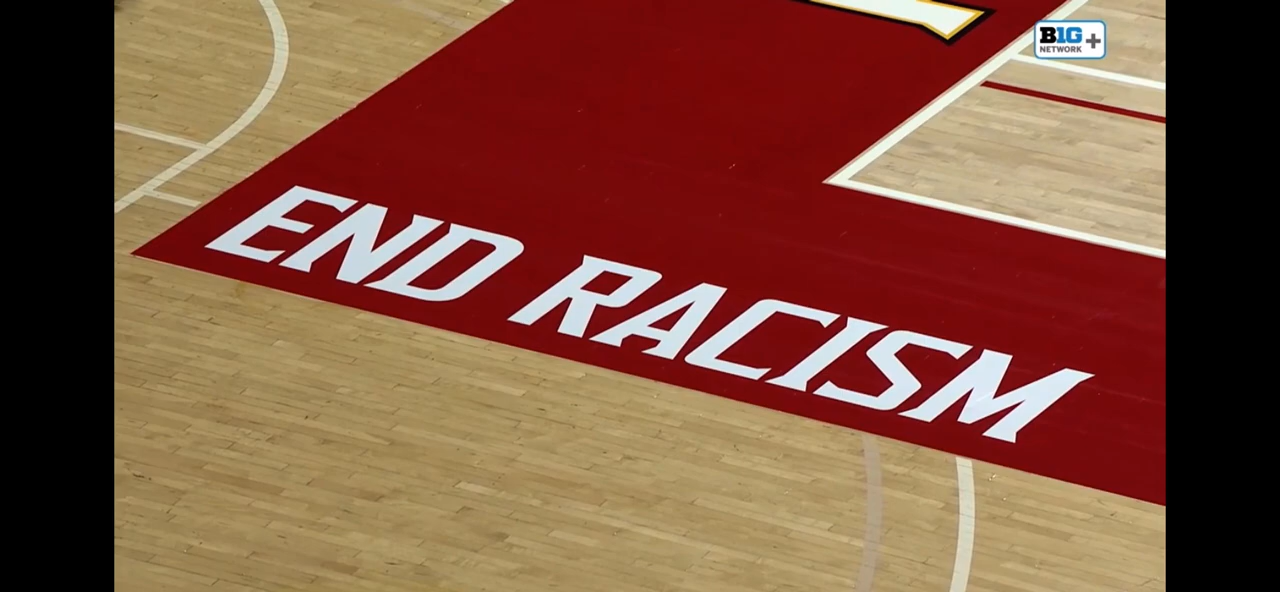 B1G
NETWORK +
END RACISM